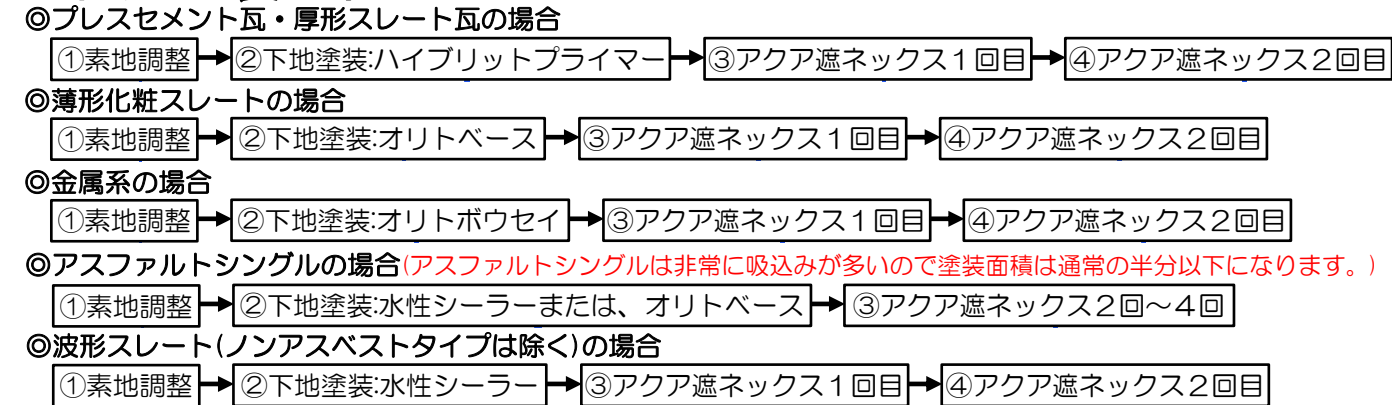 ◎プレスセメント瓦・厚形スレート瓦の場合
①素地調整→②下地塗装:ハイブリットプライマー→③アクア遮ネックス1回目→④アクア遮ネックス2回目
◎薄形化粧スレートの場合
①素地調整→②下地塗装:オリトベース→③アクア遮ネックス1回目→④アクア遮ネックス2回目
◎金属系の場合
①素地調整→②下地塗装:オリトボウセイ→③アクア遮ネックス1回目→④アクア遮ネックス2回目
◎アスファルトシングルの場合(アスファルトシングルは非常に吸込みが多いので塗装面積は通常の半分以下になります。)
①素地調整→②下地塗装:水性シーラーまたは、オリトベース→③アクア遮ネックス2回~4回
◎波形スレート(ノンアスベストタイプは除く)の場合
①素地調整→②下地塗装:水性シーラー→③アクア遮ネックス1回目→④アクア遮ネックス2回目